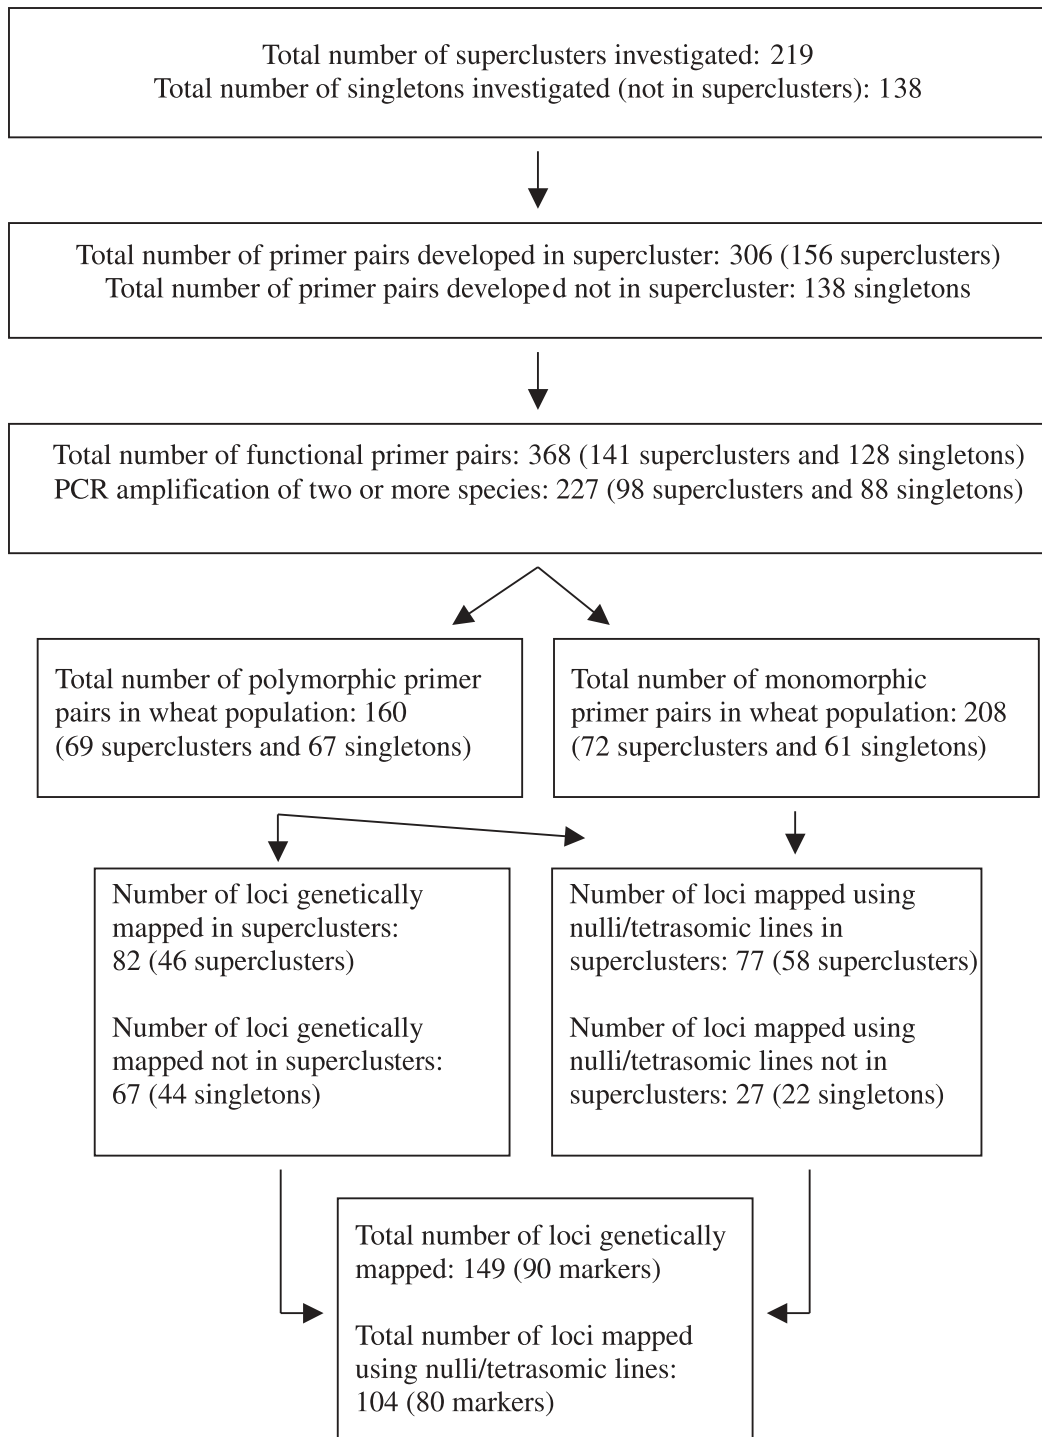 Total number of superclusters investigated: 219
Total number of singletons investigated (not in superclusters): 138
Total number of primer pairs developed in supercluster: 306 (156 superclusters)
Total number of primer pairs developed not in supercluster: 138 singletons
Total number of functional primer pairs: 368 (141 superclusters and 128 singletons)
PCR amplification of two or more species: 227 (98 superclusters and 88 singletons)
Total number of polymorphic primer
pairs in wheat population: 160
(69 superclusters and 67 singletons)
Total number of monomorphic
primer pairs in wheat population: 208
(72 superclusters and 61 singletons)
Number of loci genetically
mapped in superclusters:
82 (46 superclusters)
Number of loci genetically
mapped not in superclusters:
67 (44 singletons)
Number of loci mapped using
nulli/tetrasomic lines in
superclusters: 77 (58 superclusters)
Number of loci mapped using
nulli/tetrasomic lines not in
superclusters: 27 (22 singletons)
Total number of loci genetically
mapped: 149 (90 markers)
Total number of loci mapped
using nulli/tetrasomic lines:
104 (80 markers)